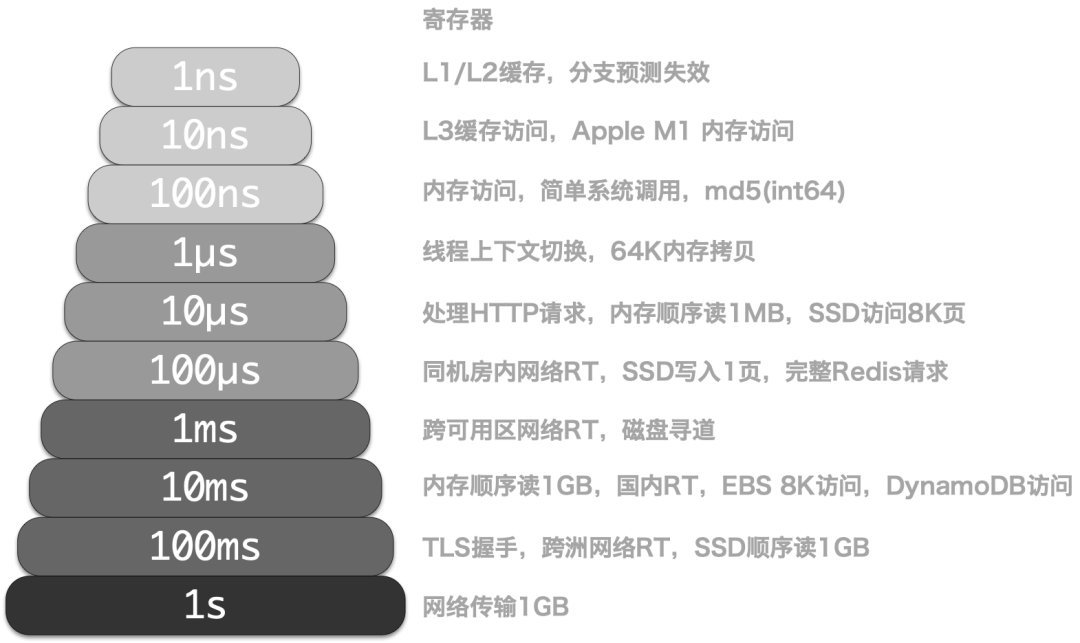 寄存器
1ns
L1/L2缓存，分支预测失效
10ns
L3缓存访问，Apple M1 内存访问
100ns
内存访问，简单系统调用，md5(int64)
1μs
线程上下文切换，64K内存拷贝
10μs
处理HTTP请求，内存顺序读1MB，SSD访问8K页
100μs
同机房内网络RT，SSD写入1页，完整Redis请求
1ms
跨可用区网络RT，磁盘寻道
10ms
内存顺序读1GB，国内RT，EBS 8K访问，DynamoDB访问
100ms
TLS握手，跨洲网络RT，SSD顺序读1GB
1s
网络传输1GB